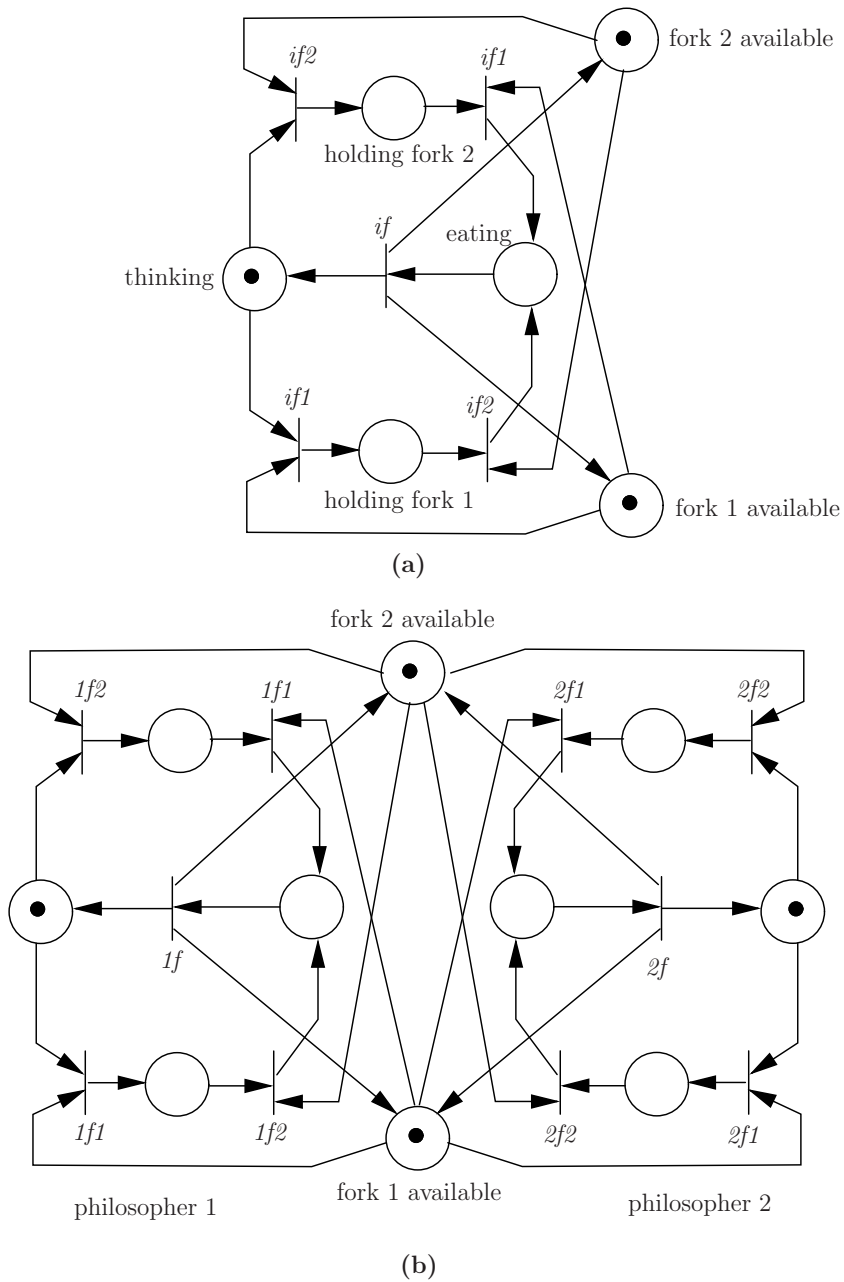 fork 2 available
if2
if1
holding fork 2
if
eating
thinking
if1
if2
holding fork 1
fork 1 available
(a)
fork 2 available
1f2
1f1
2f1
2f2
1f
2f
1f1
1f2
2f2
2f1
fork 1 available
philosopher 1
philosopher 2
(b)